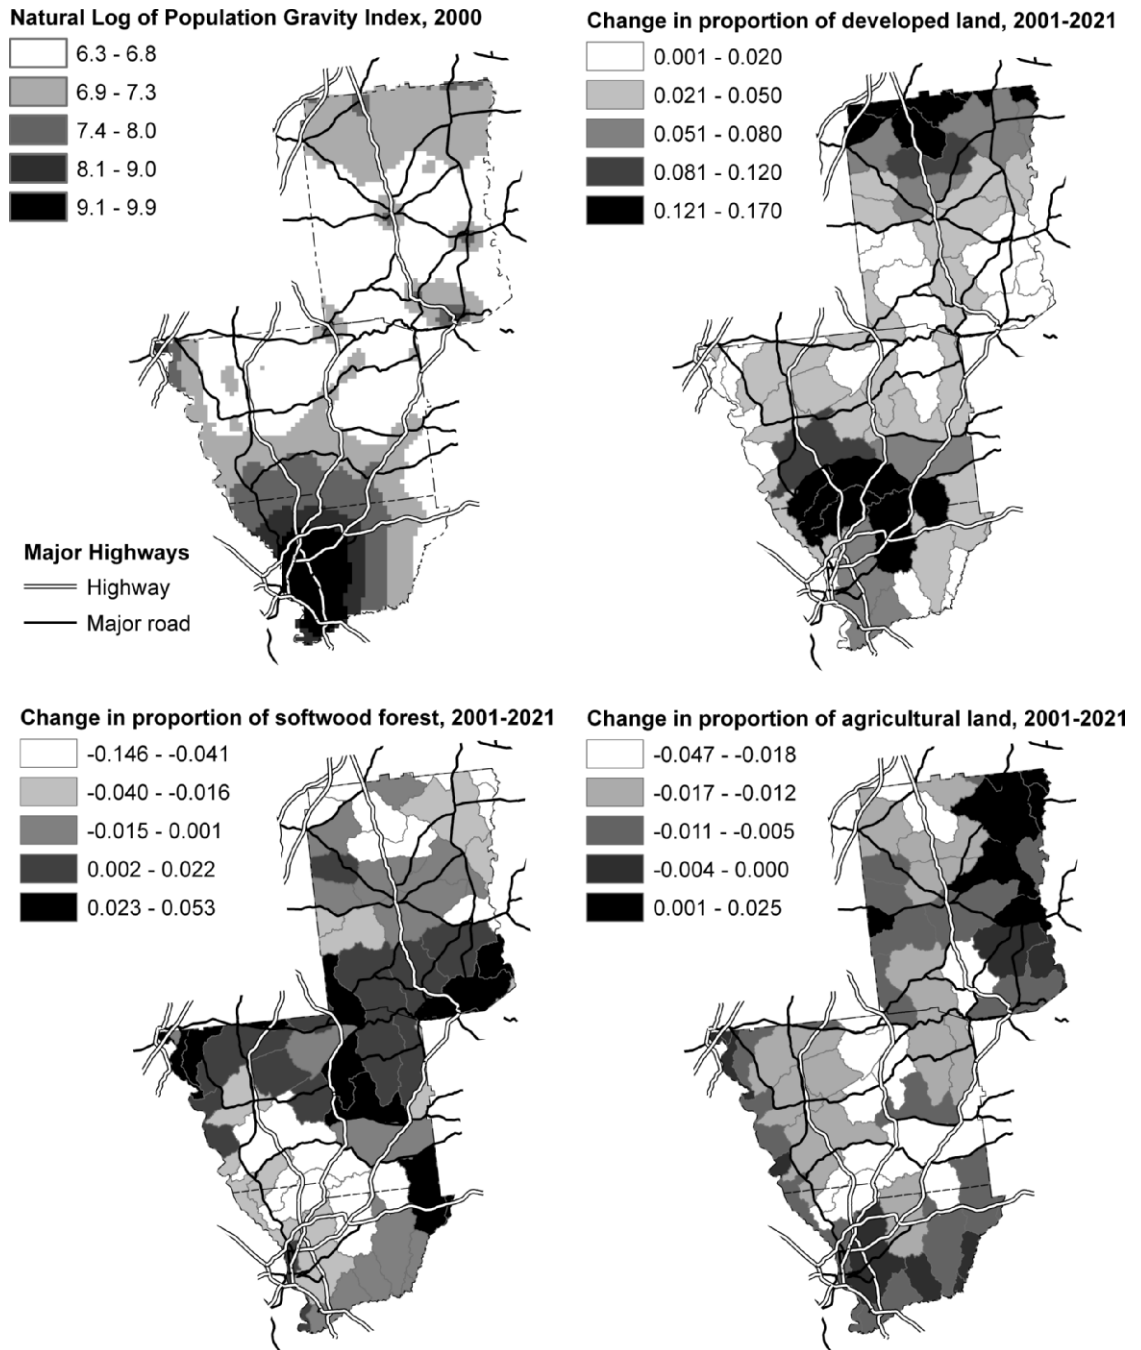 Natural Log of Population Gravity Index, 2000
6.3 - 6.8
6.9 - 7.3
7.4 - 8.0
8.1 - 9.0
9.1 - 9.9
Major Highways
Highway
Major road
Change in proportion of developed land, 2001-2021
0.001 - 0.020
0.021 - 0.050
0.051 - 0.080
0.081 - 0.120
0.121 - 0.170
Change in proportion of softwood forest, 2001-2021
-0.146 - -0.041
-0.040 - -0.016
-0.015 - 0.001
0.002 - 0.022
0.023 - 0.053
Change in proportion of agricultural land, 2001-2021
-0.047 - -0.018
-0.017 - -0.012
-0.011 - -0.005
-0.004 - 0.000
0.001 - 0.025